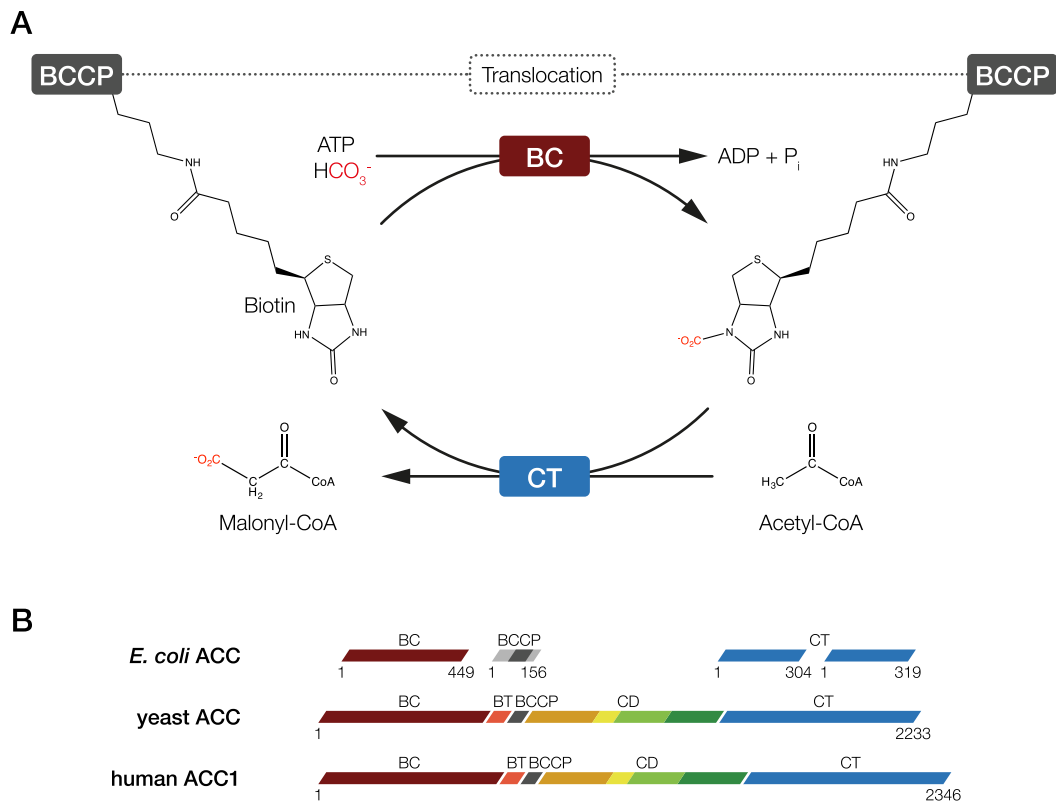 A
BCCP
Translocation
BCCP
ATP
HCO₃⁻
BC
ADP + Pᵢ
NH
O
S
Biotin
HN
NH
O
HN
O
S
⁻O₂C
N
NH
O
O
⁻O₂C
C
C
H₂
CoA
Malonyl-CoA
CT
O
H₃C
C
CoA
Acetyl-CoA
B
E. coli ACC
BC
1 449
BCCP
1 156
CT
1 304 1 319
yeast ACC
BC BT BCCP CD CT
1 2233
human ACC1
BC BT BCCP CD CT
1 2346